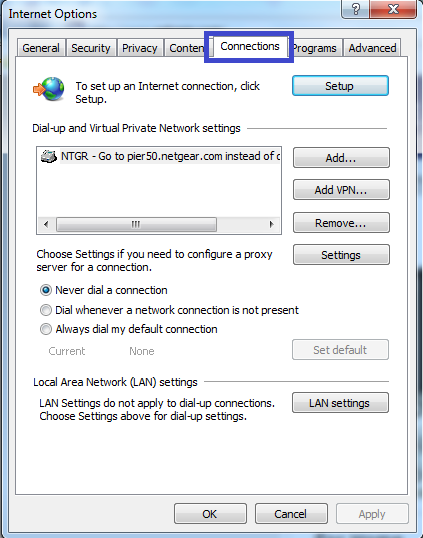 Internet Options
?
General Security Privacy Conten Connections Programs Advanced
To set up an Internet connection, click
Setup.
Setup
Dial-up and Virtual Private Network settings
NTGR - Go to pier50.netgear.com instead of
Add...
Add VPN...
Remove...
Choose Settings if you need to configure a proxy
server for a connection.
Settings
Never dial a connection
Dial whenever a network connection is not present
Always dial my default connection
Current None
Set default
Local Area Network (LAN) settings
LAN Settings do not apply to dial-up connections.
Choose Settings above for dial-up settings.
LAN settings
OK Cancel Apply